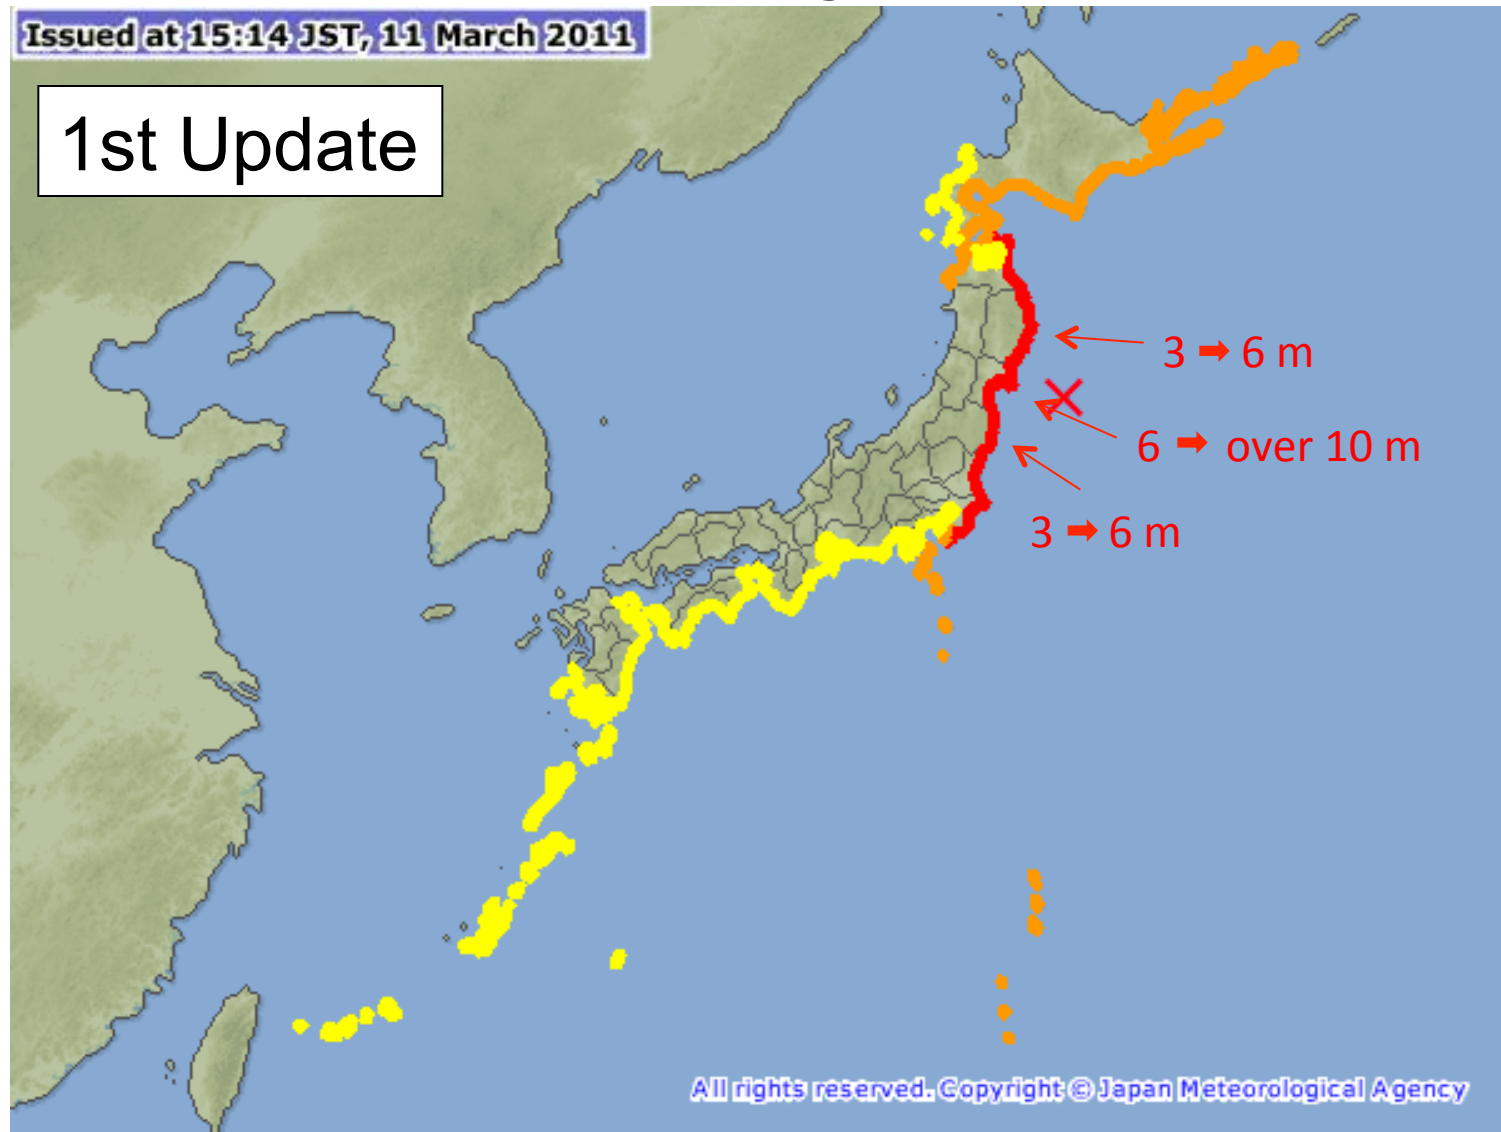 Issued at 15:14 JST, 11 March 2011
1st Update
3 ➡ 6 m
6 ➡ over 10 m
3 ➡ 6 m
All rights reserved. Copyright © Japan Meteorological Agency